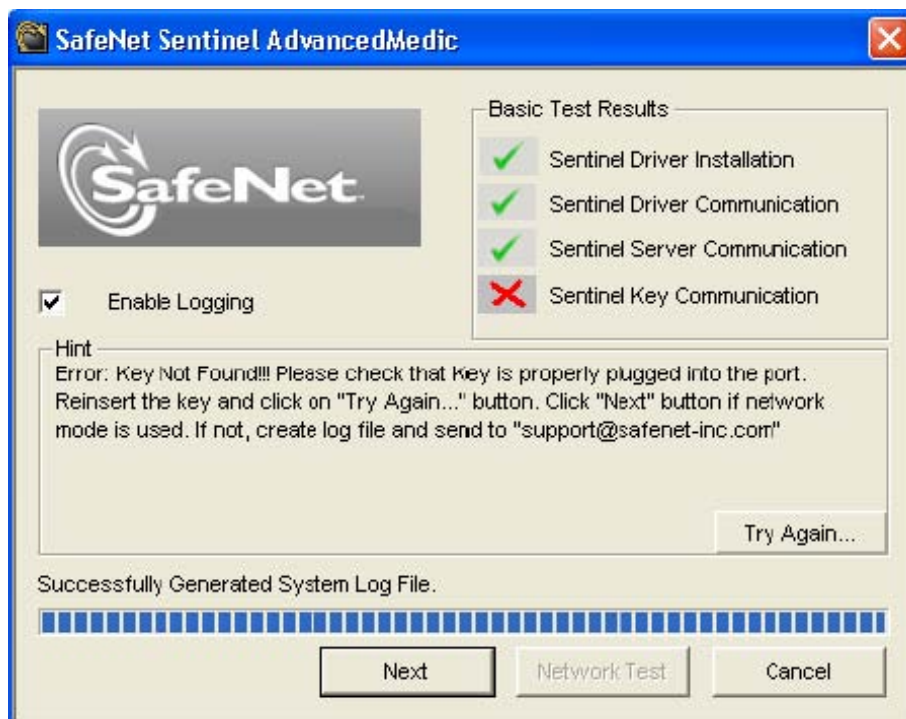 SafeNet Sentinel AdvancedMedic
SafeNet
Basic Test Results
Sentinel Driver Installation
Sentinel Driver Communication
Sentinel Server Communication
Sentinel Key Communication
Enable Logging
Hint
Error: Key Not Found!!! Please check that Key is properly plugged into the port.
Reinsert the key and click on "Try Again..." button. Click "Next" button if network
mode is used. If not, create log file and send to "support@safenet-inc.com"
Try Again...
Successfully Generated System Log File.
Next
Network Test
Cancel